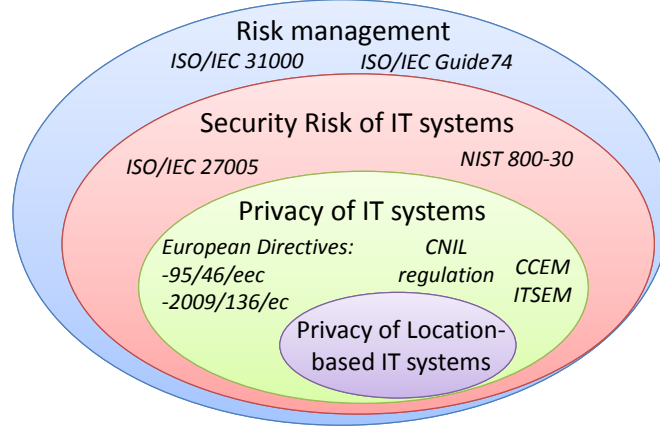 Risk management
ISO/IEC 31000 ISO/IEC Guide74
Security Risk of IT systems
ISO/IEC 27005 NIST 800-30
Privacy of IT systems
European Directives:
-95/46/eec
-2009/136/ec
CNIL
regulation
CCEM
ITSEM
Privacy of Location-
based IT systems